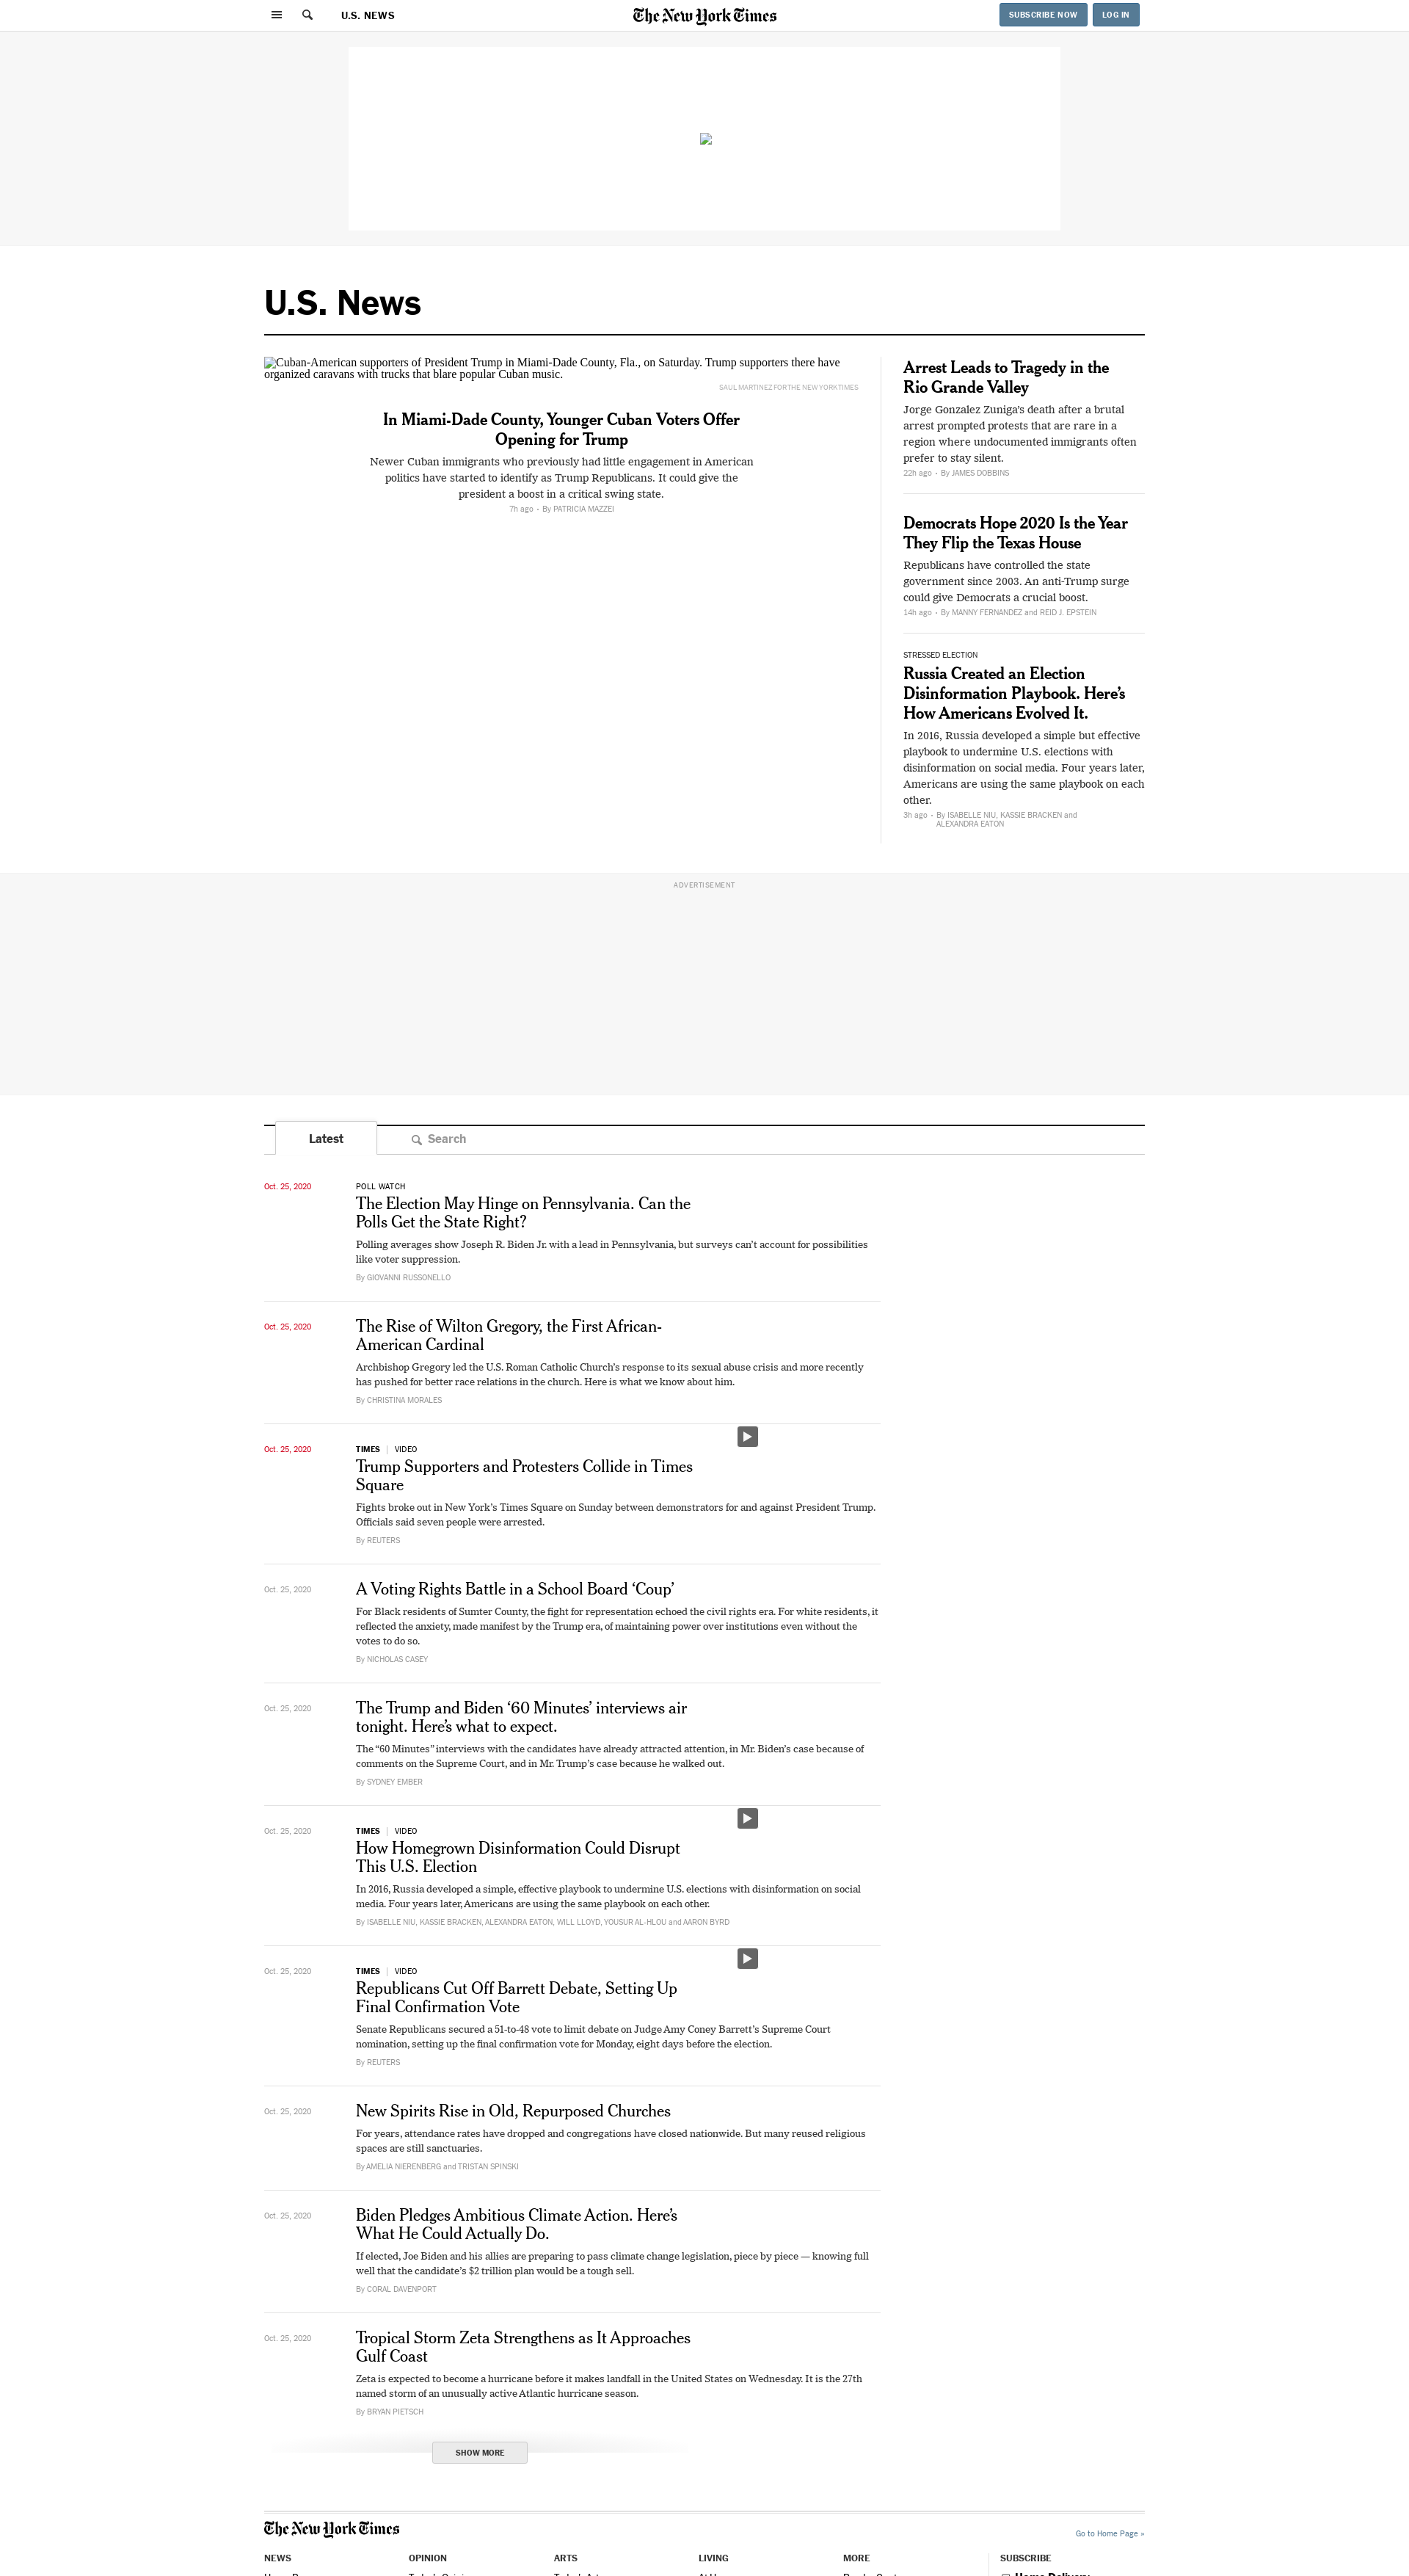 U.S. NEWS
The New York Times
SUBSCRIBE NOW
LOG IN
U.S. News
Cuban-American supporters of President Trump in Miami-Dade County, Fla., on Saturday. Trump supporters there have
organized caravans with trucks that blare popular Cuban music.
SAUL MARTINEZ FOR THE NEW YORK TIMES
In Miami-Dade County, Younger Cuban Voters Offer
Opening for Trump
Newer Cuban immigrants who previously had little engagement in American
politics have started to identify as Trump Republicans. It could give the
president a boost in a critical swing state.
7h ago • By PATRICIA MAZZEI
Arrest Leads to Tragedy in the
Rio Grande Valley
Jorge Gonzalez Zuniga's death after a brutal
arrest prompted protests that are rare in a
region where undocumented immigrants often
prefer to stay silent.
22h ago • By JAMES DOBBINS
Democrats Hope 2020 Is the Year
They Flip the Texas House
Republicans have controlled the state
government since 2003. An anti-Trump surge
could give Democrats a crucial boost.
14h ago • By MANNY FERNANDEZ and REID J. EPSTEIN
STRESSED ELECTION
Russia Created an Election
Disinformation Playbook. Here's
How Americans Evolved It.
In 2016, Russia developed a simple but effective
playbook to undermine U.S. elections with
disinformation on social media. Four years later,
Americans are using the same playbook on each
other.
3h ago • By ISABELLE NIU, KASSIE BRACKEN and
ALEXANDRA EATON
ADVERTISEMENT
Latest
Search
Oct. 25, 2020
POLL WATCH
The Election May Hinge on Pennsylvania. Can the
Polls Get the State Right?
Polling averages show Joseph R. Biden Jr. with a lead in Pennsylvania, but surveys can't account for possibilities
like voter suppression.
By GIOVANNI RUSSONELLO
Oct. 25, 2020
The Rise of Wilton Gregory, the First African-
American Cardinal
Archbishop Gregory led the U.S. Roman Catholic Church's response to its sexual abuse crisis and more recently
has pushed for better race relations in the church. Here is what we know about him.
By CHRISTINA MORALES
Oct. 25, 2020
TIMES | VIDEO
Trump Supporters and Protesters Collide in Times
Square
Fights broke out in New York's Times Square on Sunday between demonstrators for and against President Trump.
Officials said seven people were arrested.
By REUTERS
Oct. 25, 2020
A Voting Rights Battle in a School Board 'Coup'
For Black residents of Sumter County, the fight for representation echoed the civil rights era. For white residents, it
reflected the anxiety, made manifest by the Trump era, of maintaining power over institutions even without the
votes to do so.
By NICHOLAS CASEY
Oct. 25, 2020
The Trump and Biden '60 Minutes' interviews air
tonight. Here's what to expect.
The "60 Minutes" interviews with the candidates have already attracted attention, in Mr. Biden's case because of
comments on the Supreme Court, and in Mr. Trump's case because he walked out.
By SYDNEY EMBER
Oct. 25, 2020
TIMES | VIDEO
How Homegrown Disinformation Could Disrupt
This U.S. Election
In 2016, Russia developed a simple, effective playbook to undermine U.S. elections with disinformation on social
media. Four years later, Americans are using the same playbook on each other.
By ISABELLE NIU, KASSIE BRACKEN, ALEXANDRA EATON, WILL LLOYD, YOUSUR AL-HLOU and AARON BYRD
Oct. 25, 2020
TIMES | VIDEO
Republicans Cut Off Barrett Debate, Setting Up
Final Confirmation Vote
Senate Republicans secured a 51-to-48 vote to limit debate on Judge Amy Coney Barrett's Supreme Court
nomination, setting up the final confirmation vote for Monday, eight days before the election.
By REUTERS
Oct. 25, 2020
New Spirits Rise in Old, Repurposed Churches
For years, attendance rates have dropped and congregations have closed nationwide. But many reused religious
spaces are still sanctuaries.
By AMELIA NIERENBERG and TRISTAN SPINSKI
Oct. 25, 2020
Biden Pledges Ambitious Climate Action. Here's
What He Could Actually Do.
If elected, Joe Biden and his allies are preparing to pass climate change legislation, piece by piece — knowing full
well that the candidate's $2 trillion plan would be a tough sell.
By CORAL DAVENPORT
Oct. 25, 2020
Tropical Storm Zeta Strengthens as It Approaches
Gulf Coast
Zeta is expected to become a hurricane before it makes landfall in the United States on Wednesday. It is the 27th
named storm of an unusually active Atlantic hurricane season.
By BRYAN PIETSCH
SHOW MORE
The New York Times
Go to Home Page »
NEWS
OPINION
ARTS
LIVING
MORE
SUBSCRIBE